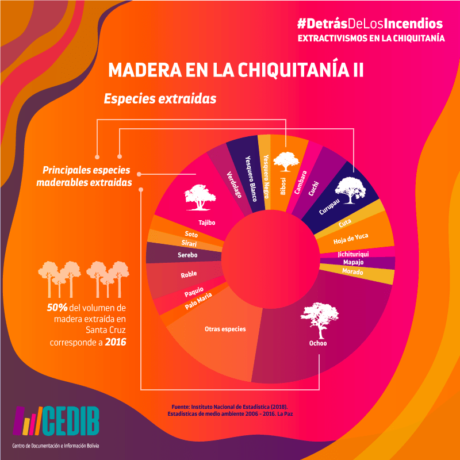 #DetrásDeLosIncendios
EXTRACTIVISMOS EN LA CHIQUITANÍA
MADERA EN LA CHIQUITANÍA II
Especies extraidas
Principales especies
maderables extraidas
Verdolago
Yesquero Blanco
Yesquero Negro
Bibosi
Cambara
Cuchi
Curupau
Cuta
Hoja de Yuca
Jichituriqui
Mapajo
Morado
Ochoo
Otras especies
Palo Maria
Paquio
Roble
Serebo
Sirari
Soto
Tajibo
50% del volumen de
madera extraida en
Santa Cruz
corresponde a 2016
Fuente: Instituto Nacional de Estadística (2018).
Estadísticas de medio ambiente 2006 - 2016. La Paz
CEDIB
Centro de Documentación e Información Bolivia